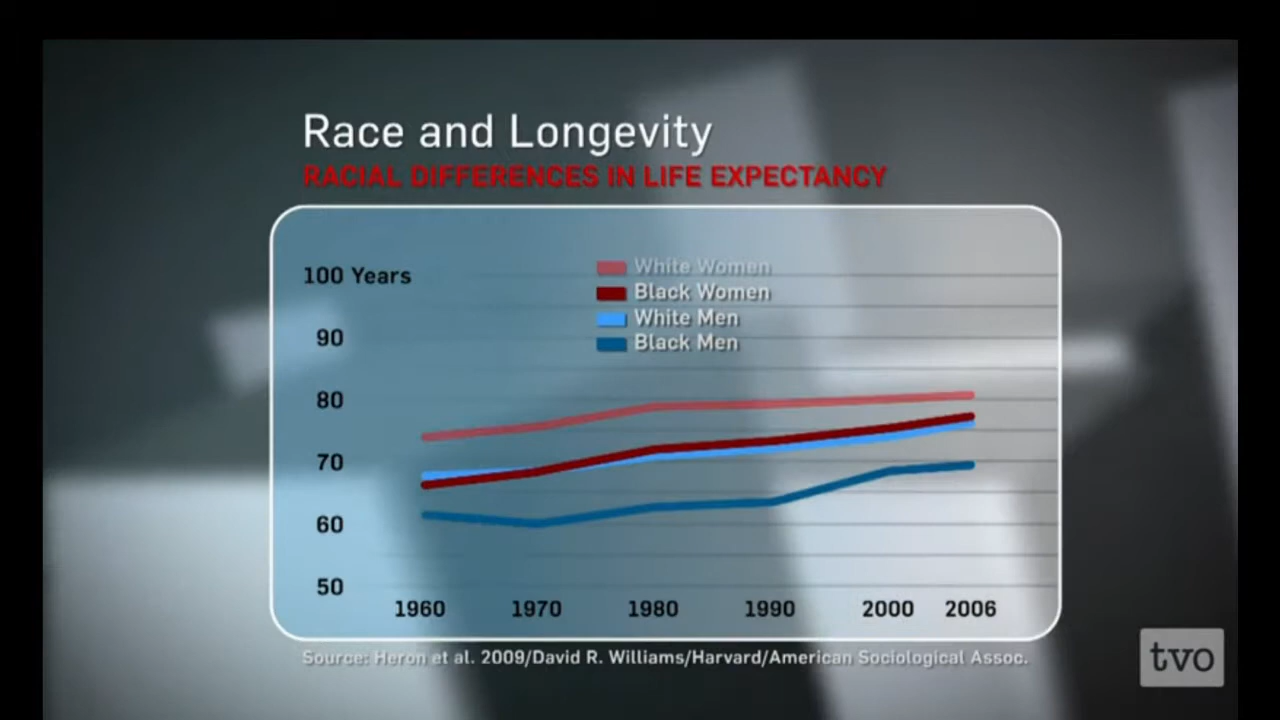 Race and Longevity
RACIAL DIFFERENCES IN LIFE EXPECTANCY
100 Years
90
80
70
60
50
White Women
Black Women
White Men
Black Men
1960 1970 1980 1990 2000 2006
Source: Heron et al. 2009/David R. Williams/Harvard/American Sociological Assoc.
tvo